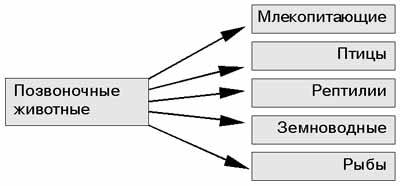 Позвоночные
животные
Млекопитающие
Птицы
Рептилии
Земноводные
Рыбы